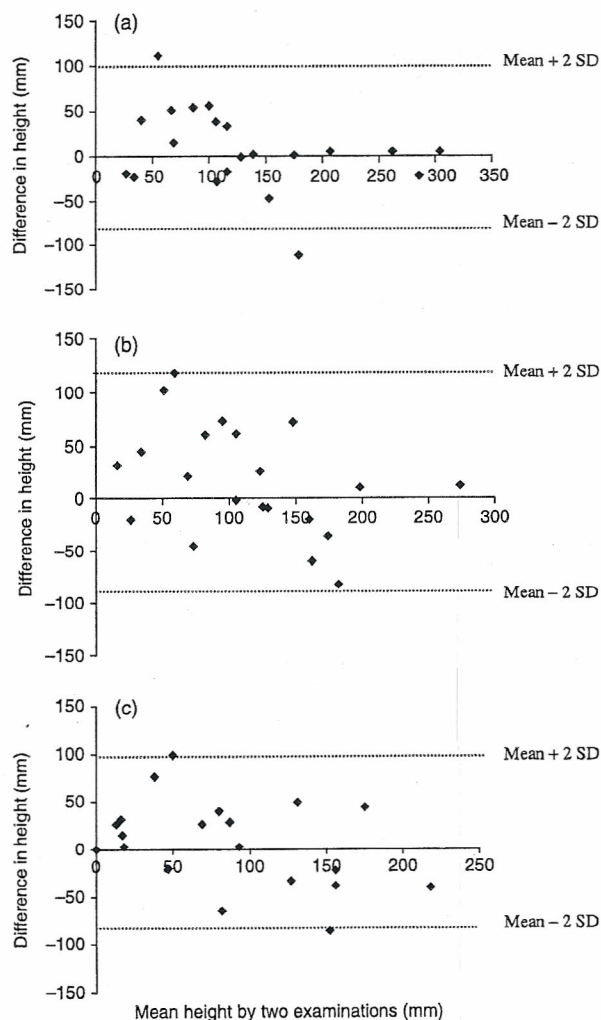 (a)
150
100
50
0
−50
−100
−150
0 50 100 150 200 250 300 350
Mean + 2 SD
Mean − 2 SD
Difference in height (mm)
(b)
150
100
50
0
−50
−100
−150
0 50 100 150 200 250 300
Mean + 2 SD
Mean − 2 SD
Difference in height (mm)
(c)
150
100
50
0
−50
−100
−150
0 50 100 150 200 250
Mean + 2 SD
Mean − 2 SD
Difference in height (mm)
Mean height by two examinations (mm)